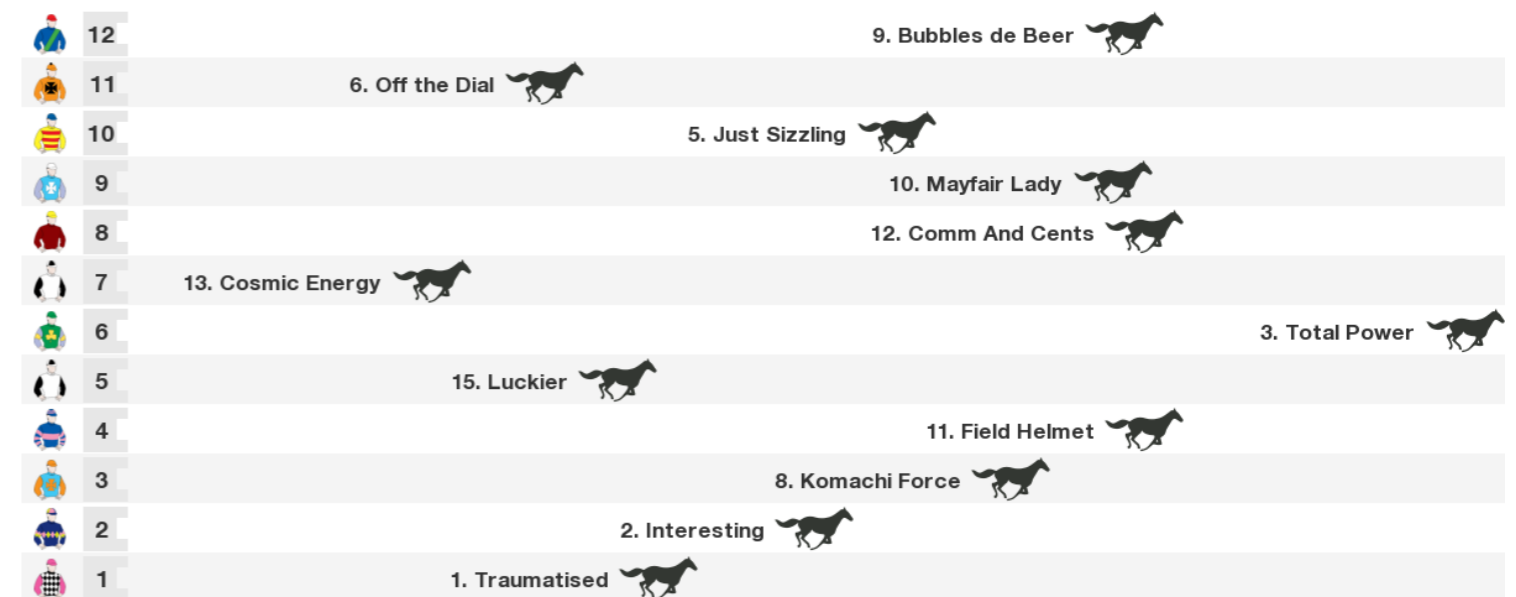 12 9. Bubbles de Beer
11 6. Off the Dial
10 5. Just Sizzling
9 10. Mayfair Lady
8 12. Comm And Cents
7 13. Cosmic Energy
6 3. Total Power
5 15. Luckier
4 11. Field Helmet
3 8. Komachi Force
2 2. Interesting
1 1. Traumatised